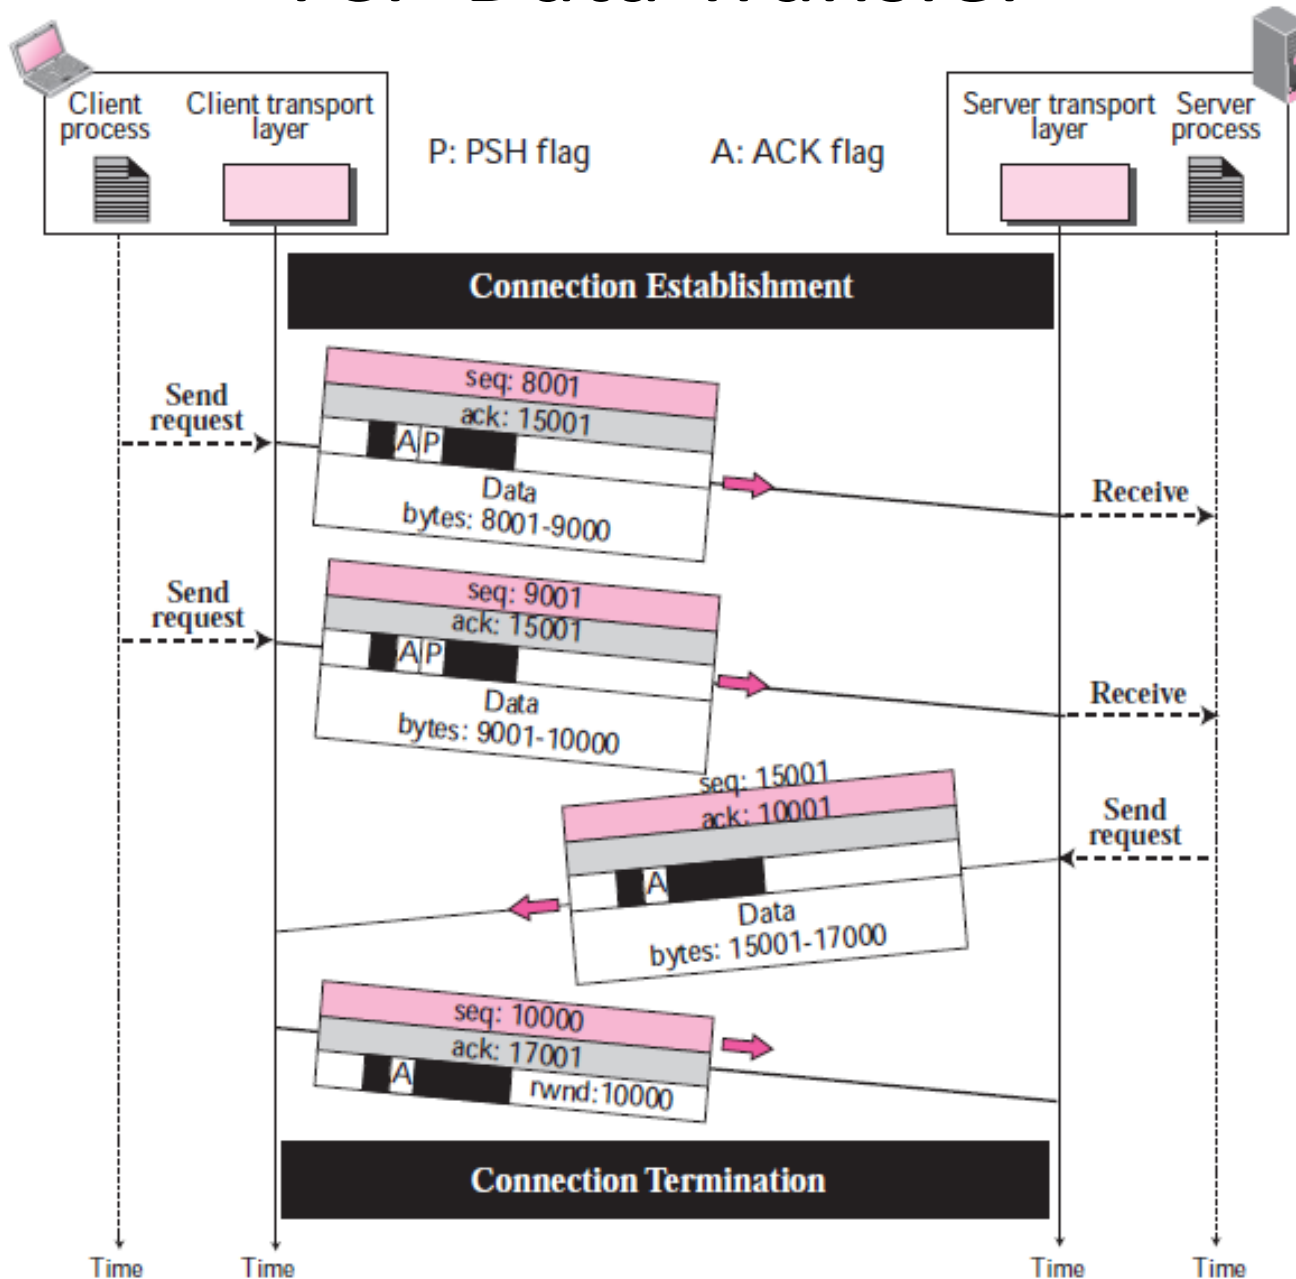 Client process
Client transport layer
P: PSH flag
A: ACK flag
Server transport layer
Server process
Connection Establishment
Send request
seq: 8001
ack: 15001
A P
Data
bytes: 8001-9000
Receive
Send request
seq: 9001
ack: 15001
A P
Data
bytes: 9001-10000
Receive
seq: 15001
ack: 10001
Send request
A
Data
bytes: 15001-17000
seq: 10000
ack: 17001
A
rwnd:10000
Connection Termination
Time
Time
Time
Time